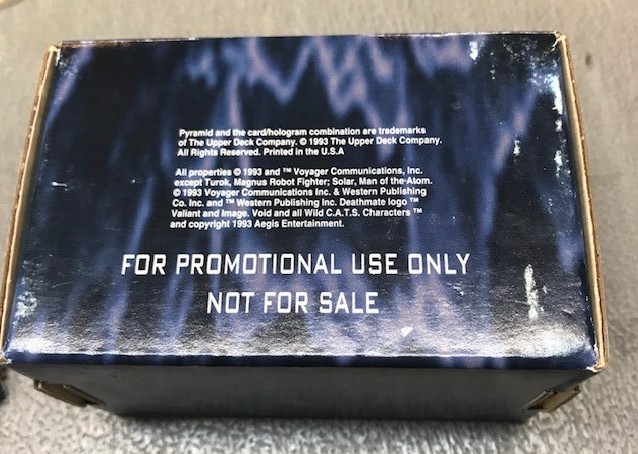 Pyramid and the card/hologram combination are trademarks
of The Upper Deck Company. © 1993 The Upper Deck Company.
All Rights Reserved. Printed in the U.S.A
All properties © 1993 and ™ Voyager Communications, Inc.
except Turok, Magnus Robot Fighter; Solar, Man of the Atom.
© 1993 Voyager Communications Inc. & Western Publishing
Co. Inc. and ™ Western Publishing Inc. Deathmate logo ™
Valiant and Image. Void and all Wild C.A.T.S. Characters ™
and copyright 1993 Aegis Entertainment.
FOR PROMOTIONAL USE ONLY
NOT FOR SALE